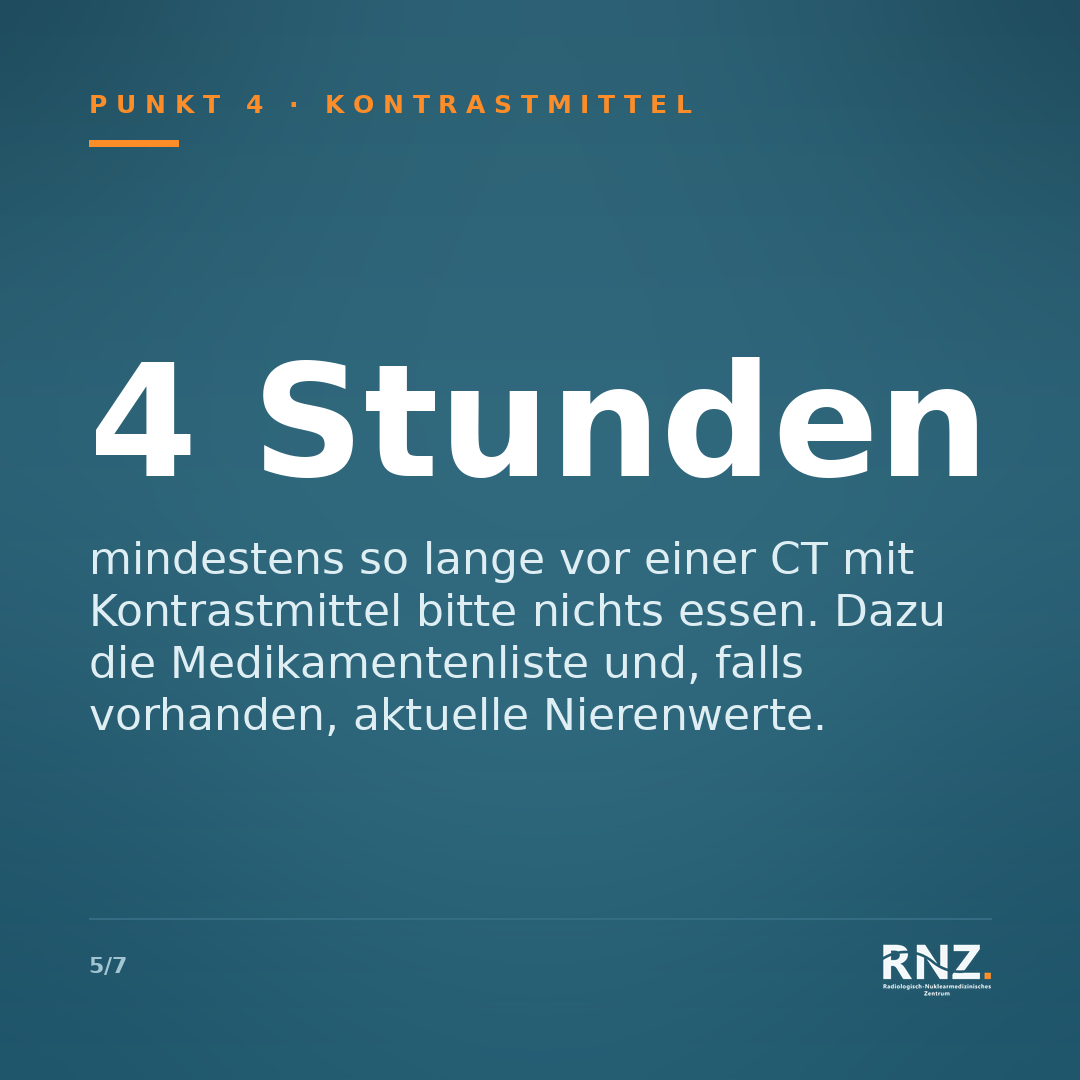 PUNKT 4 · KONTRASTMITTEL
4 Stunden
mindestens so lange vor einer CT mit
Kontrastmittel bitte nichts essen. Dazu
die Medikamentenliste und, falls
vorhanden, aktuelle Nierenwerte.
5/7
RNZ.
Radiologisch-Nuklearmedizinisches
Zentrum